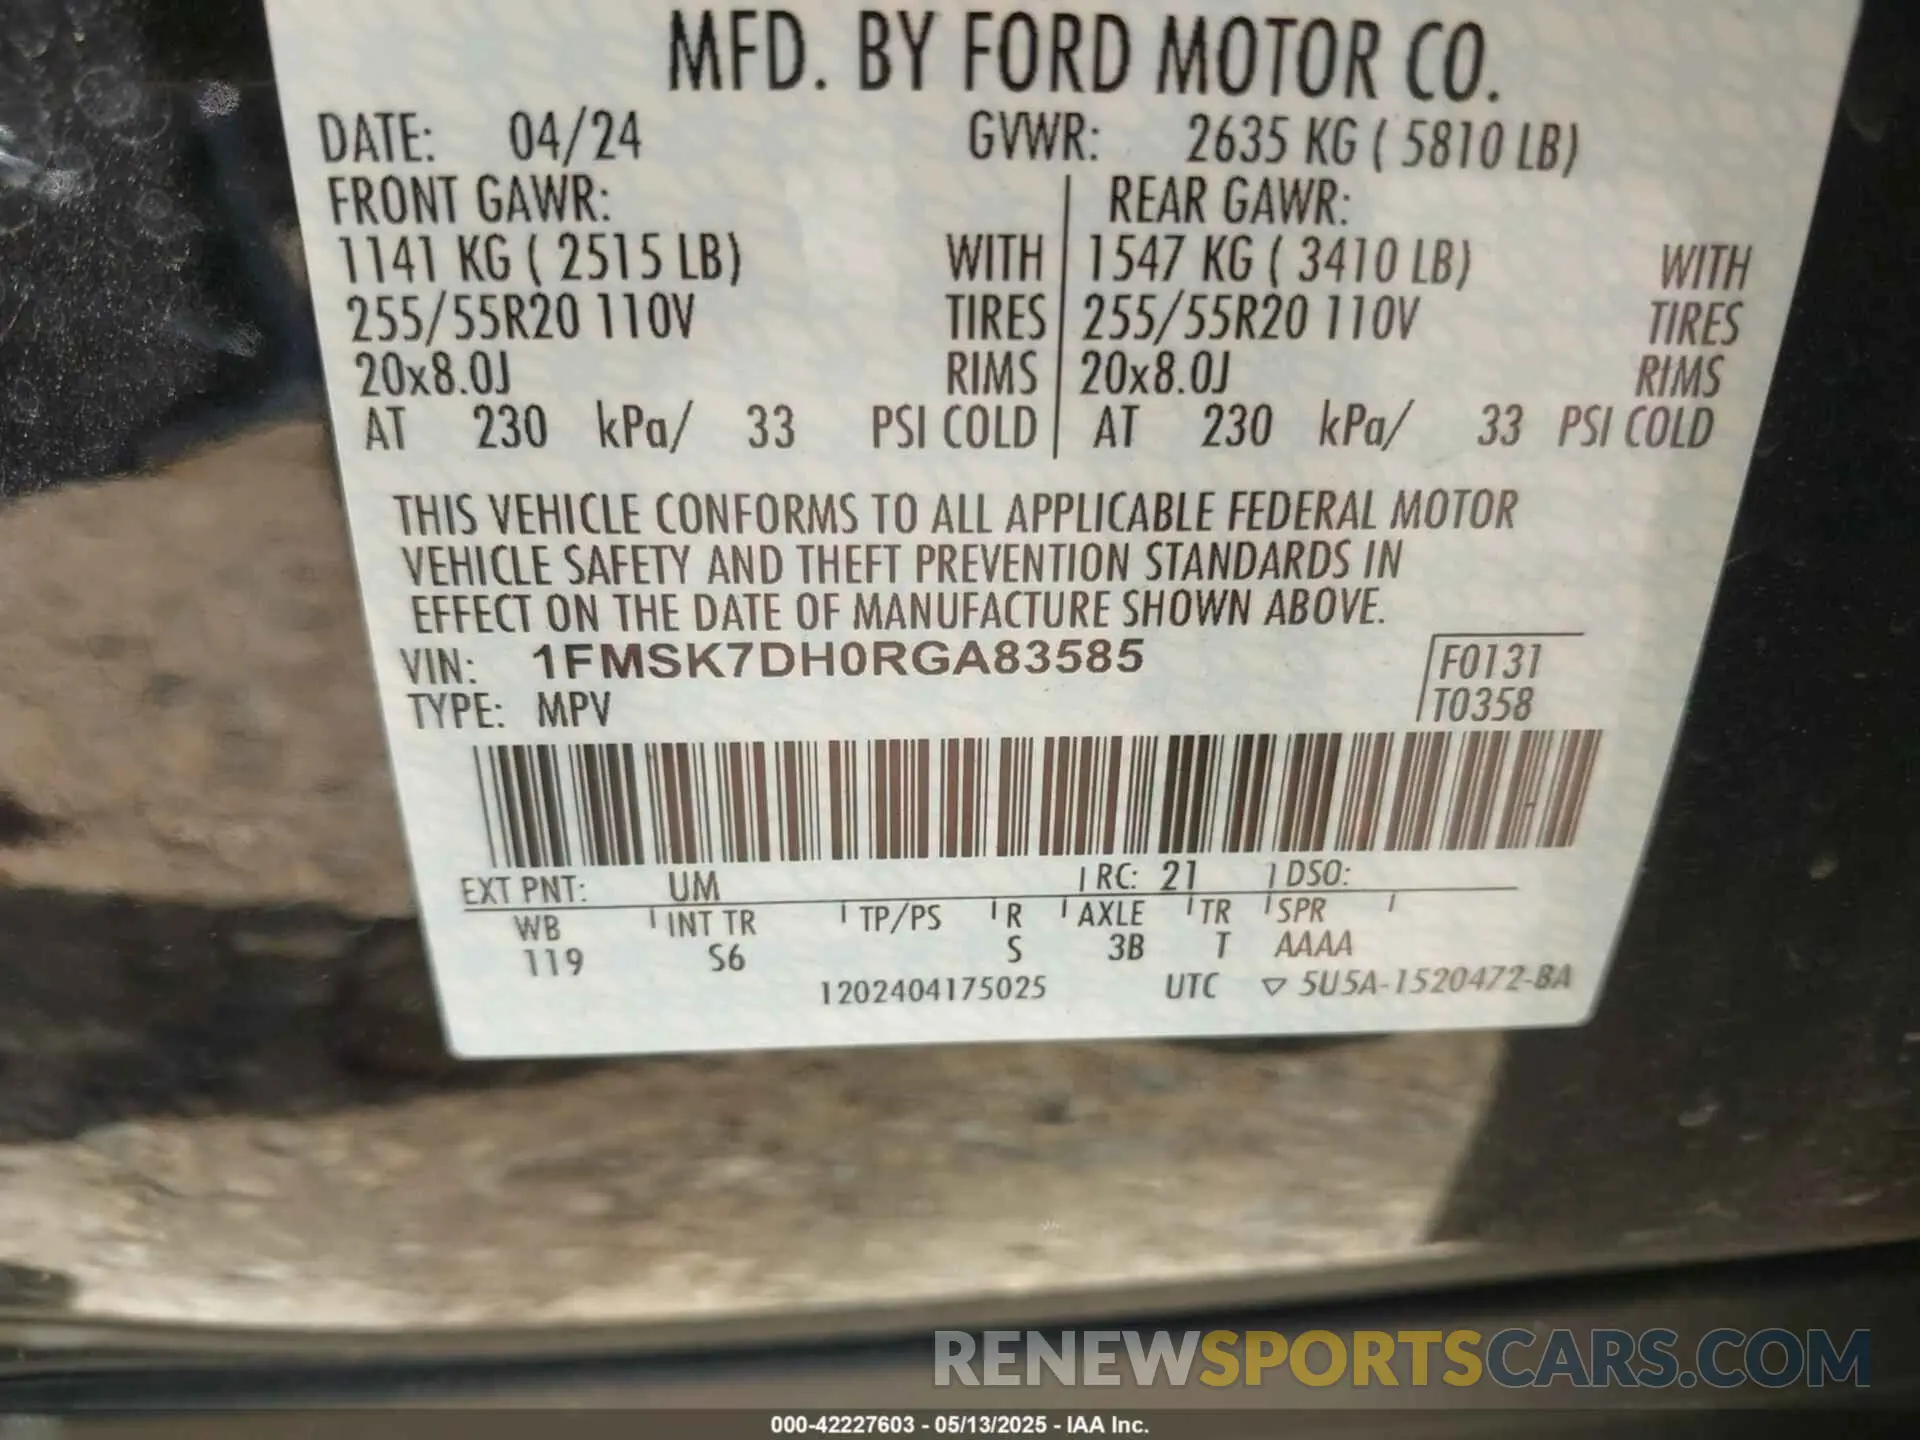 MFD. BY FORD MOTOR CO.
DATE: 04/24 GVWR: 2635 KG ( 5810 LB)
FRONT GAWR: REAR GAWR:
1141 KG ( 2515 LB) WITH 1547 KG ( 3410 LB) WITH
255/55R20 110V TIRES 255/55R20 110V TIRES
20x8.0J RIMS 20x8.0J RIMS
AT 230 kPa/ 33 PSI COLD AT 230 kPa/ 33 PSI COLD
THIS VEHICLE CONFORMS TO ALL APPLICABLE FEDERAL MOTOR
VEHICLE SAFETY AND THEFT PREVENTION STANDARDS IN
EFFECT ON THE DATE OF MANUFACTURE SHOWN ABOVE.
VIN: 1FMSK7DH0RGA83585 F0131
TYPE: MPV T0358
EXT PNT: UM RC: 21 DSO:
WB INT TR TP/PS R AXLE TR SPR
119 S6 S 3B T AAAA
1202404175025 UTC ▽ 5U5A-1520472-BA
RENEWSPORTSCARS.COM
000-42227603 - 05/13/2025 - IAA Inc.